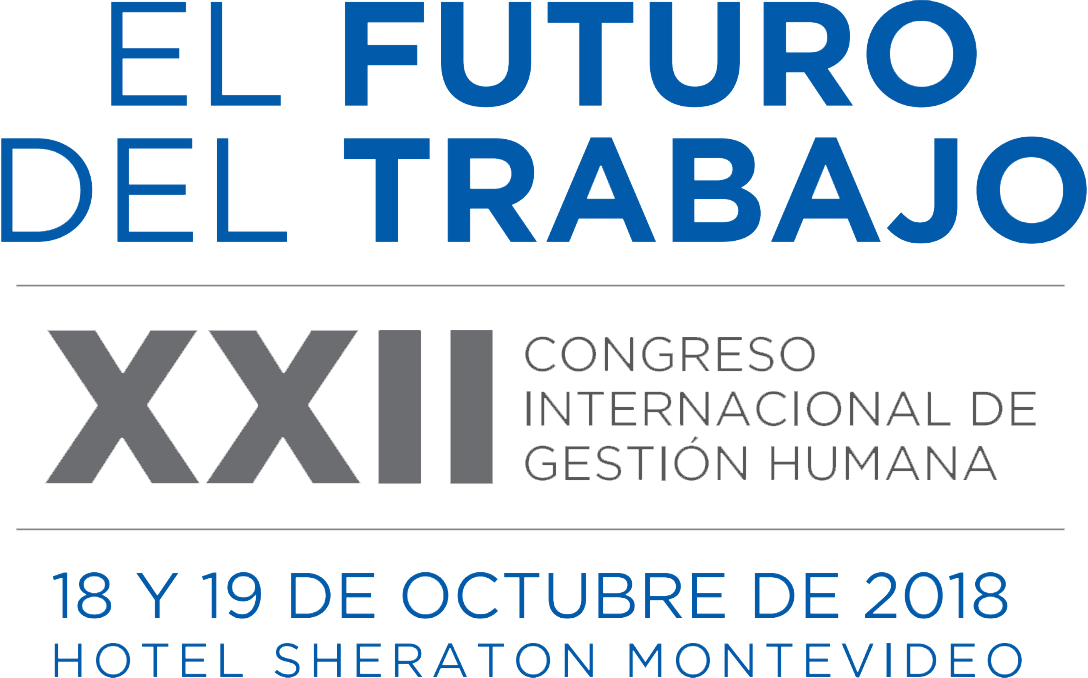 EL FUTURO
DEL TRABAJO
XXII
CONGRESO
INTERNACIONAL DE
GESTIÓN HUMANA
18 Y 19 DE OCTUBRE DE 2018
HOTEL SHERATON MONTEVIDEO